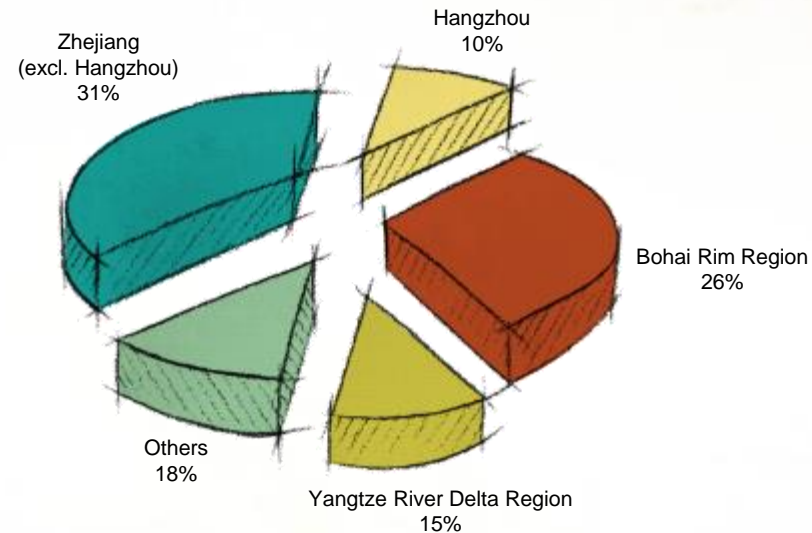 Hangzhou
10%
Zhejiang
(excl. Hangzhou)
31%
Bohai Rim Region
26%
Others
18%
Yangtze River Delta Region
15%